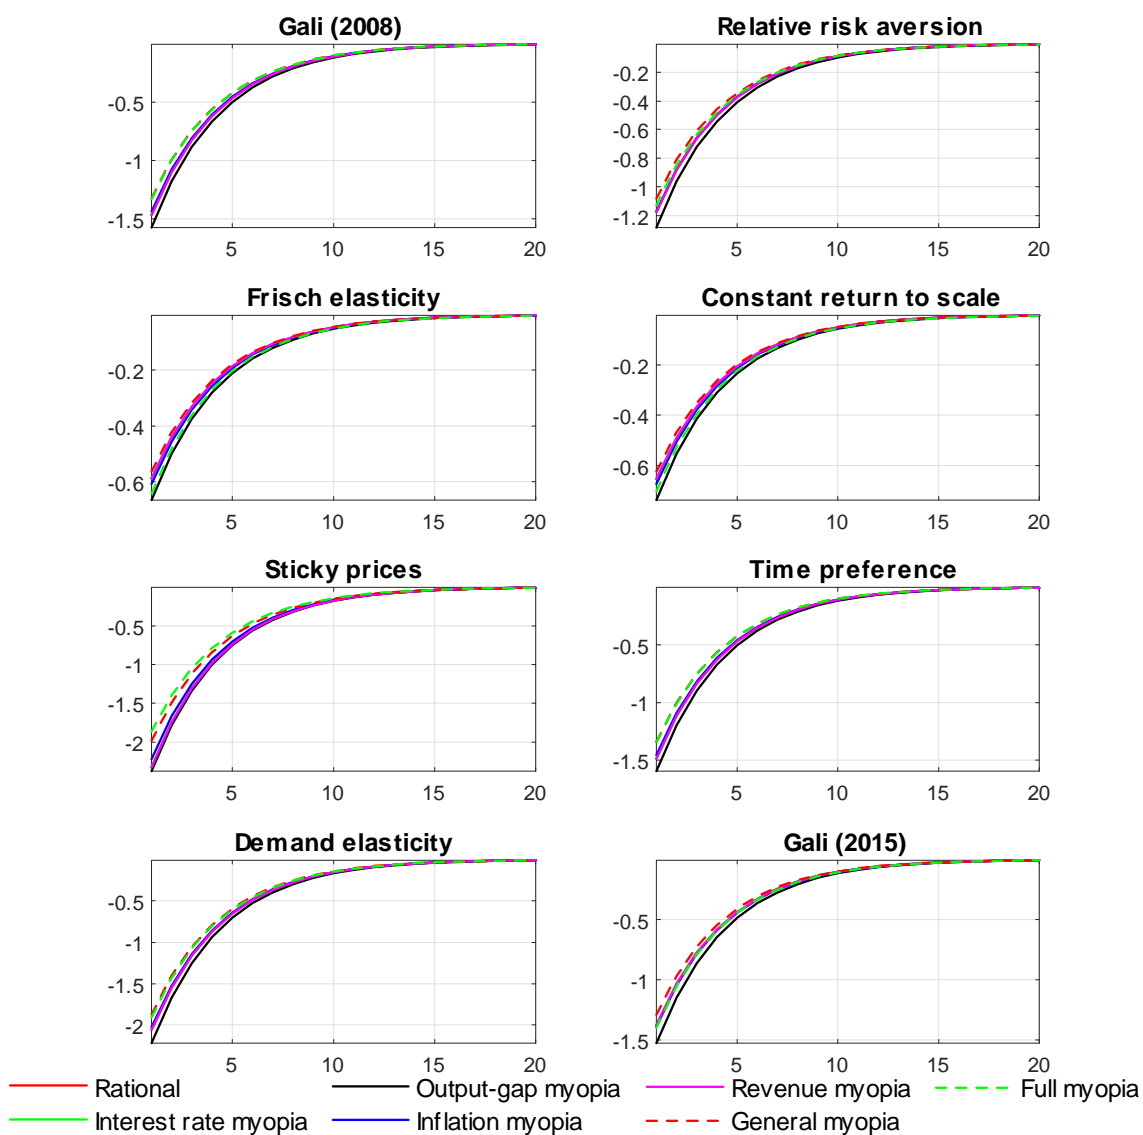 Gali (2008)
-0.5
-1
-1.5
5 10 15 20
Relative risk aversion
-0.2
-0.4
-0.6
-0.8
-1
-1.2
5 10 15 20
Frisch elasticity
-0.2
-0.4
-0.6
5 10 15 20
Constant return to scale
-0.2
-0.4
-0.6
5 10 15 20
Sticky prices
-0.5
-1
-1.5
-2
5 10 15 20
Time preference
-0.5
-1
-1.5
5 10 15 20
Demand elasticity
-0.5
-1
-1.5
-2
5 10 15 20
Gali (2015)
-0.5
-1
-1.5
5 10 15 20
Rational Output-gap myopia Revenue myopia Full myopia
Interest rate myopia Inflation myopia General myopia